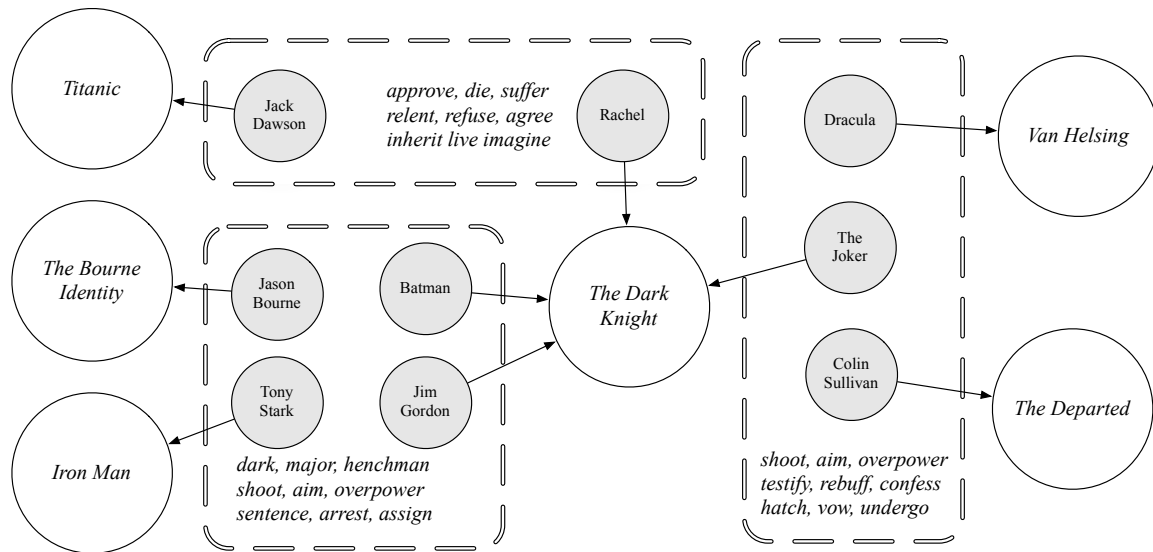 Titanic
Jack
Dawson
approve, die, suffer
relent, refuse, agree
inherit live imagine
Rachel
Dracula
Van Helsing
The Bourne
Identity
Jason
Bourne
Batman
The Dark
Knight
The
Joker
Iron Man
Tony
Stark
Jim
Gordon
dark, major, henchman
shoot, aim, overpower
sentence, arrest, assign
Colin
Sullivan
The Departed
shoot, aim, overpower
testify, rebuff, confess
hatch, vow, undergo